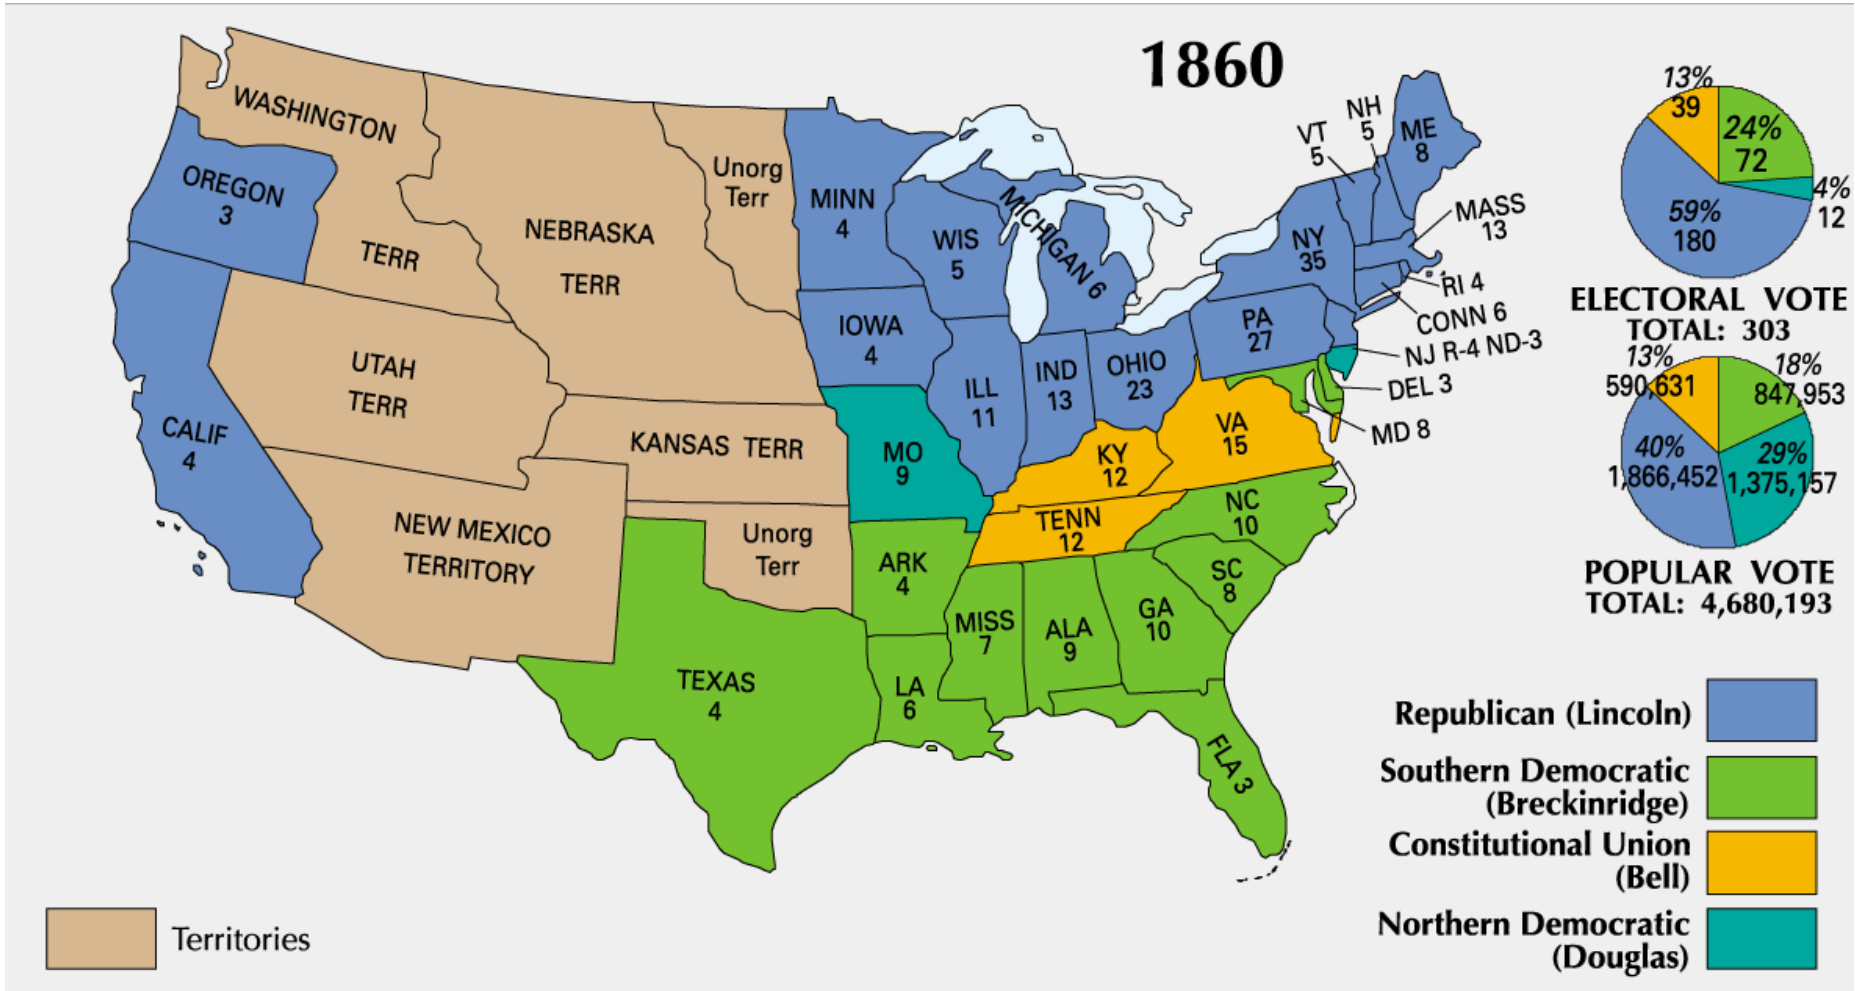 1860
WASHINGTON
TERR
OREGON
3
CALIF
4
NEBRASKA
TERR
Unorg
Terr
UTAH
TERR
KANSAS TERR
NEW MEXICO
TERRITORY
Unorg
Terr
TEXAS
4
MINN
4
IOWA
4
MO
9
ARK
4
LA
6
WIS
5
MICHIGAN 6
ILL
11
IND
13
OHIO
23
KY
12
TENN
12
MISS
7
ALA
9
GA
10
FLA 3
SC
8
NC
10
VA
15
PA
27
NY
35
VT
5
NH
5
ME
8
MASS
13
RI 4
CONN 6
NJ R-4 ND-3
DEL 3
MD 8
13%
39
24%
72
4%
12
59%
180
ELECTORAL VOTE
TOTAL: 303
13%
590,631
18%
847,953
40%
1,866,452
29%
1,375,157
POPULAR VOTE
TOTAL: 4,680,193
Republican (Lincoln)
Southern Democratic
(Breckinridge)
Constitutional Union
(Bell)
Northern Democratic
(Douglas)
Territories